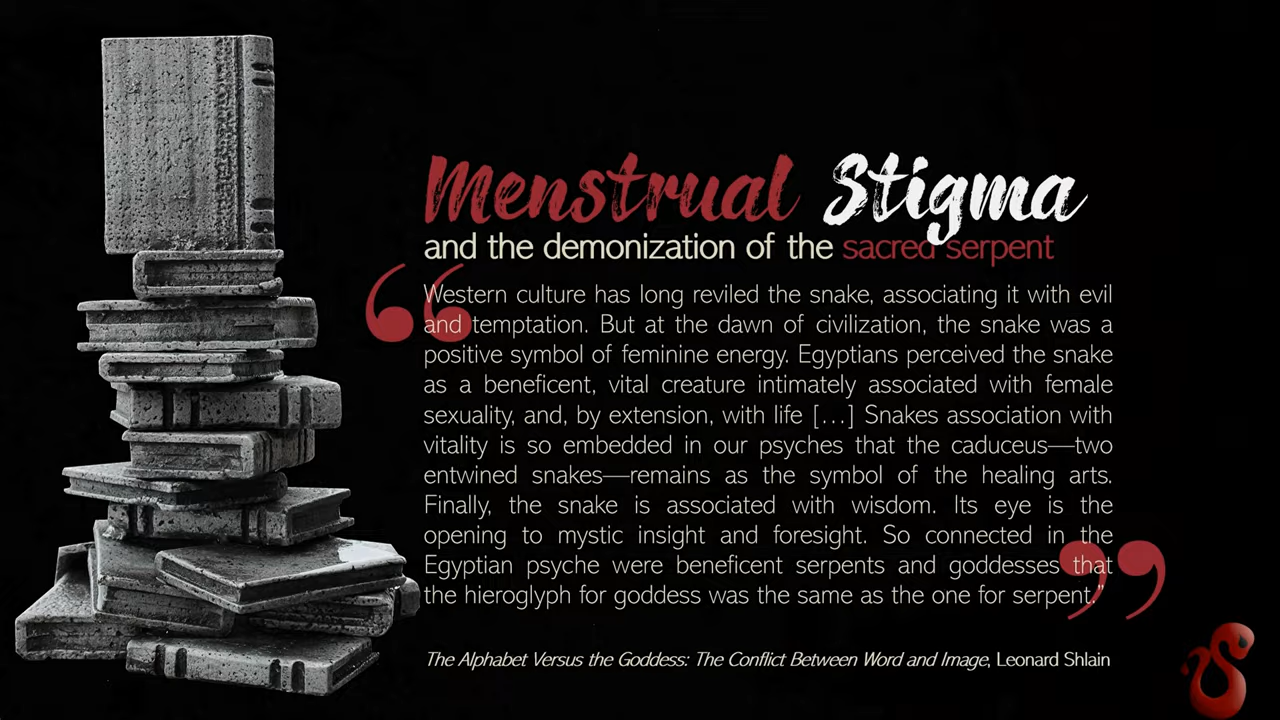 Menstrual Stigma
and the demonization of the sacred serpent
“
Western culture has long reviled the snake, associating it with evil
and temptation. But at the dawn of civilization, the snake was a
positive symbol of feminine energy. Egyptians perceived the snake
as a beneficent, vital creature intimately associated with female
sexuality, and, by extension, with life [...] Snakes association with
vitality is so embedded in our psyches that the caduceus—two
entwined snakes—remains as the symbol of the healing arts.
Finally, the snake is associated with wisdom. Its eye is the
opening to mystic insight and foresight. So connected in the
Egyptian psyche were beneficent serpents and goddesses that
the hieroglyph for goddess was the same as the one for serpent.”
”
The Alphabet Versus the Goddess: The Conflict Between Word and Image, Leonard Shlain